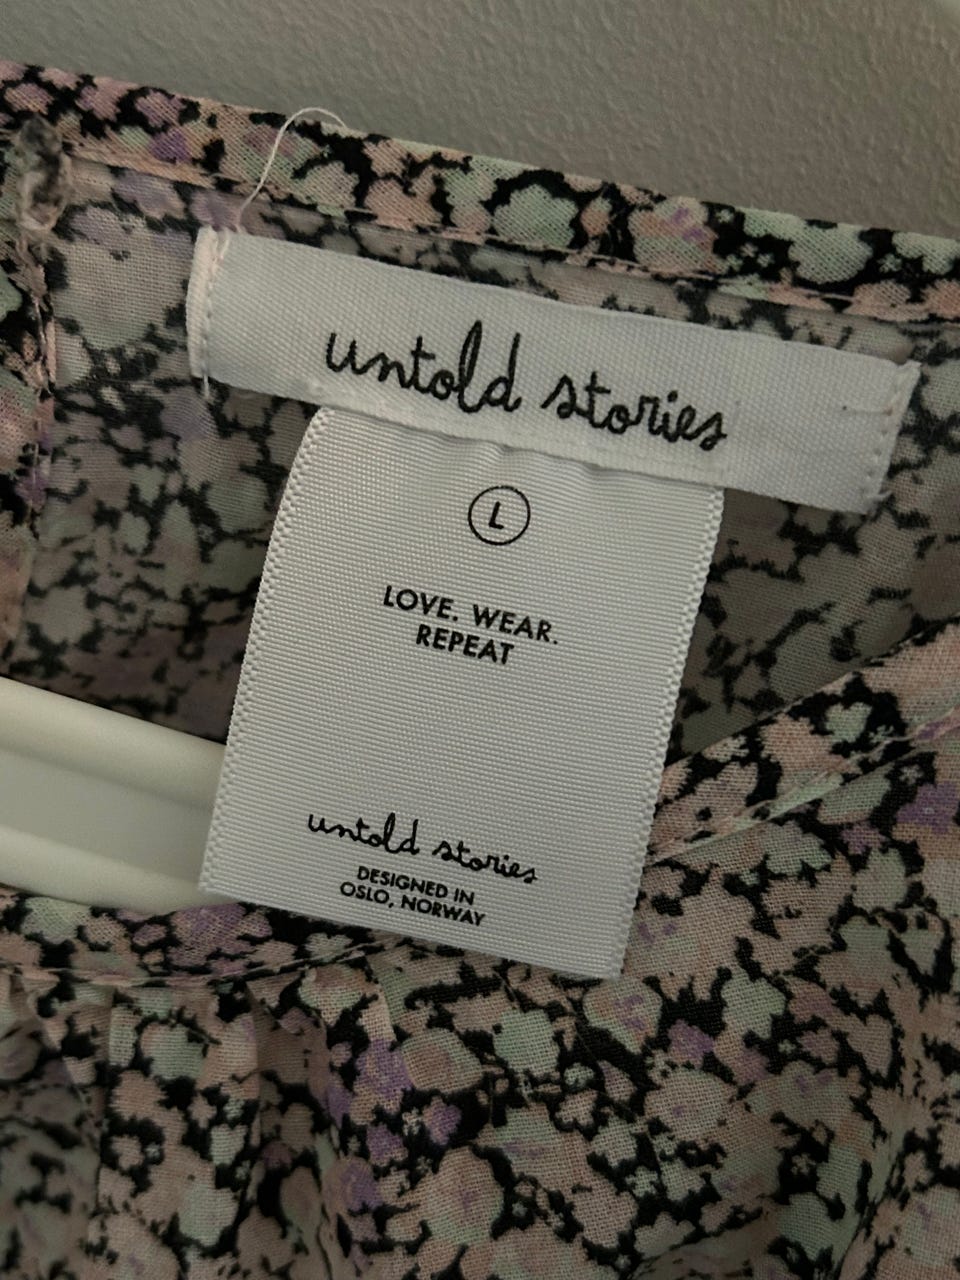 untold stories
L
LOVE. WEAR.
REPEAT
untold stories
DESIGNED IN
OSLO, NORWAY